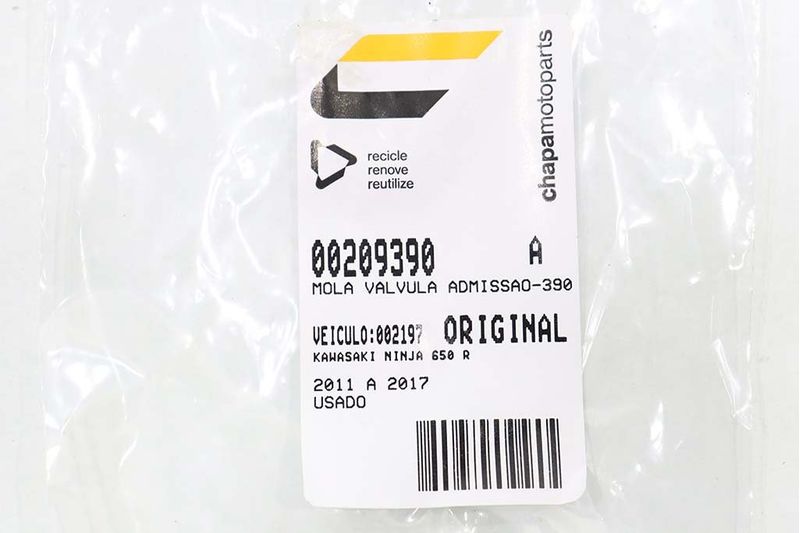 chapamotoparts
recicle
renove
reutilize
00209390 A
MOLA VALVULA ADMISSAO-390
VEICULO:002197 ORIGINAL
KAWASAKI NINJA 650 R
2011 A 2017
USADO